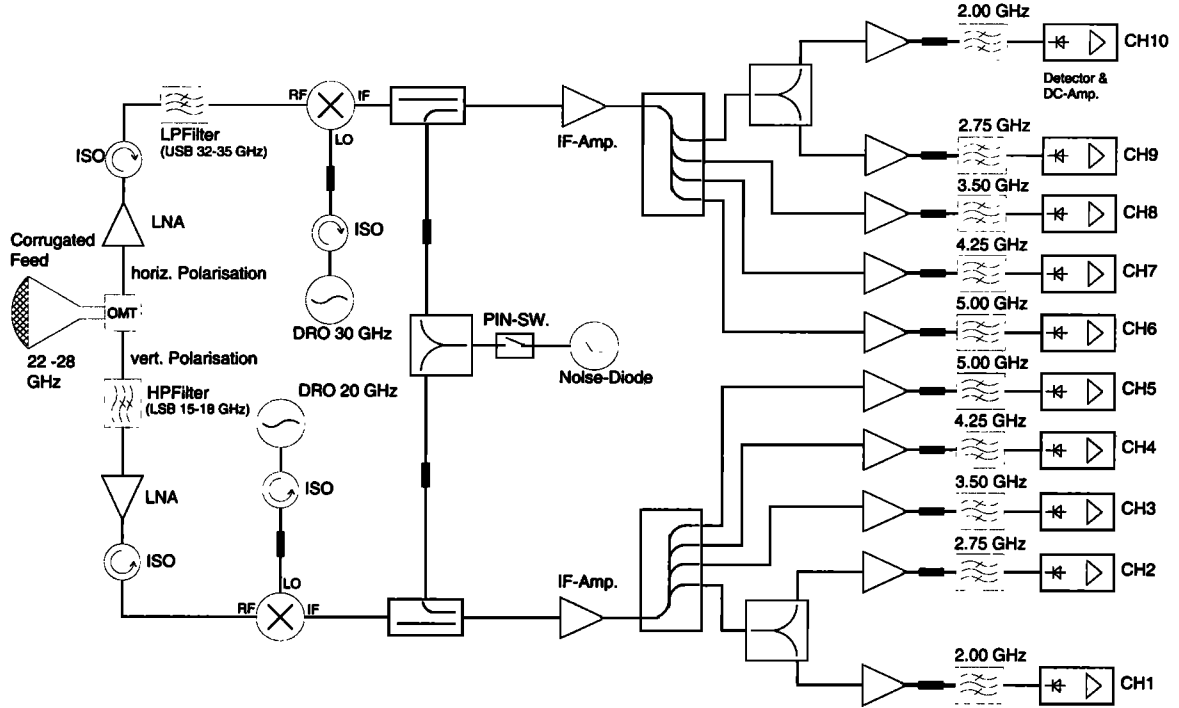 2.00 GHz
CH10
Detector &
DC-Amp.
RF
IF
LO
LPFilter
(USB 32-35 GHz)
ISO
IF-Amp.
2.75 GHz
CH9
3.50 GHz
CH8
LNA
ISO
Corrugated
Feed
horiz. Polarisation
4.25 GHz
CH7
OMT
DRO 30 GHz
PIN-SW.
5.00 GHz
CH6
22 -28
GHz
vert. Polarisation
Noise-Diode
HPFilter
(LSB 15-18 GHz)
DRO 20 GHz
5.00 GHz
CH5
4.25 GHz
CH4
LNA
ISO
3.50 GHz
CH3
ISO
2.75 GHz
CH2
LO
IF-Amp.
RF
IF
2.00 GHz
CH1